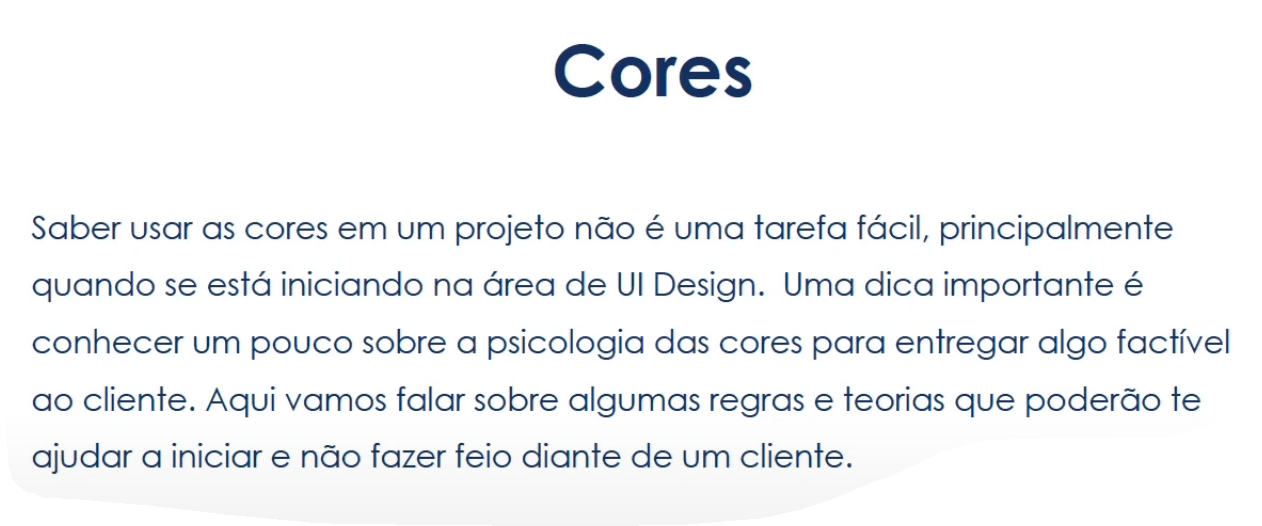 Cores
Saber usar as cores em um projeto não é uma tarefa fácil, principalmente
quando se está iniciando na área de UI Design.  Uma dica importante é
conhecer um pouco sobre a psicologia das cores para entregar algo factível
ao cliente. Aqui vamos falar sobre algumas regras e teorias que poderão te
ajudar a iniciar e não fazer feio diante de um cliente.